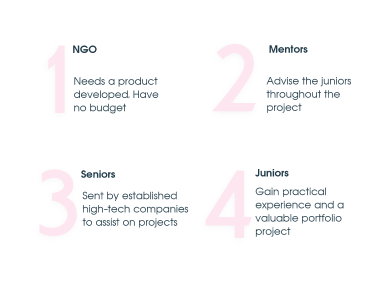 1
NGO
Needs a product
developed. Have
no budget
2
Mentors
Advise the juniors
throughout the
project
3
Seniors
Sent by established
high-tech companies
to assist on projects
4
Juniors
Gain practical
experience and a
valuable portfolio
project